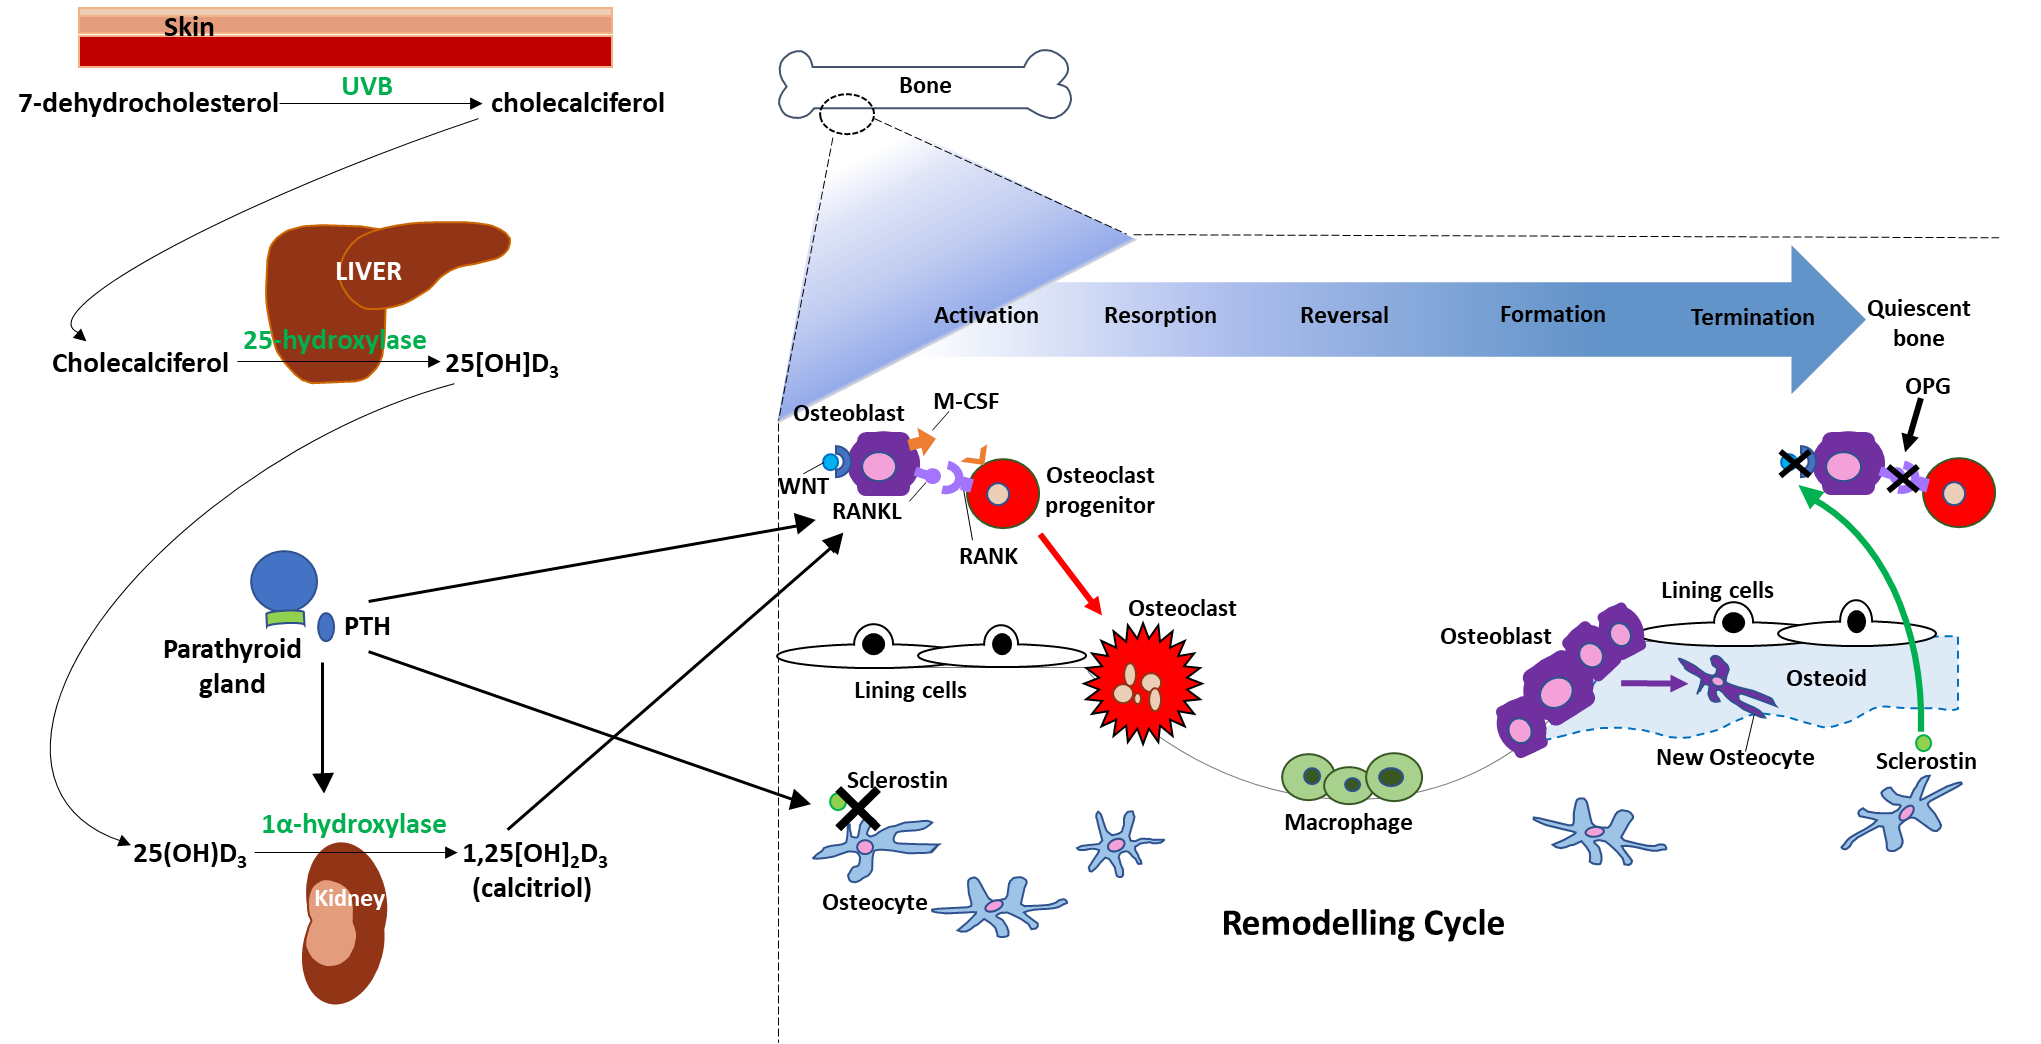 Skin
UVB
7-dehydrocholesterol
cholecalciferol
LIVER
25-hydroxylase
Cholecalciferol
25[OH]D₃
PTH
Parathyroid
gland
1α-hydroxylase
25(OH)D₃
1,25[OH]₂D₃
(calcitriol)
Kidney
Bone
Activation
Resorption
Reversal
Formation
Termination
Quiescent
bone
OPG
M-CSF
Osteoblast
WNT
RANKL
Osteoclast
progenitor
RANK
Osteoclast
Lining cells
Sclerostin
Osteocyte
Macrophage
Osteoblast
Lining cells
Osteoid
New Osteocyte
Sclerostin
Remodelling Cycle